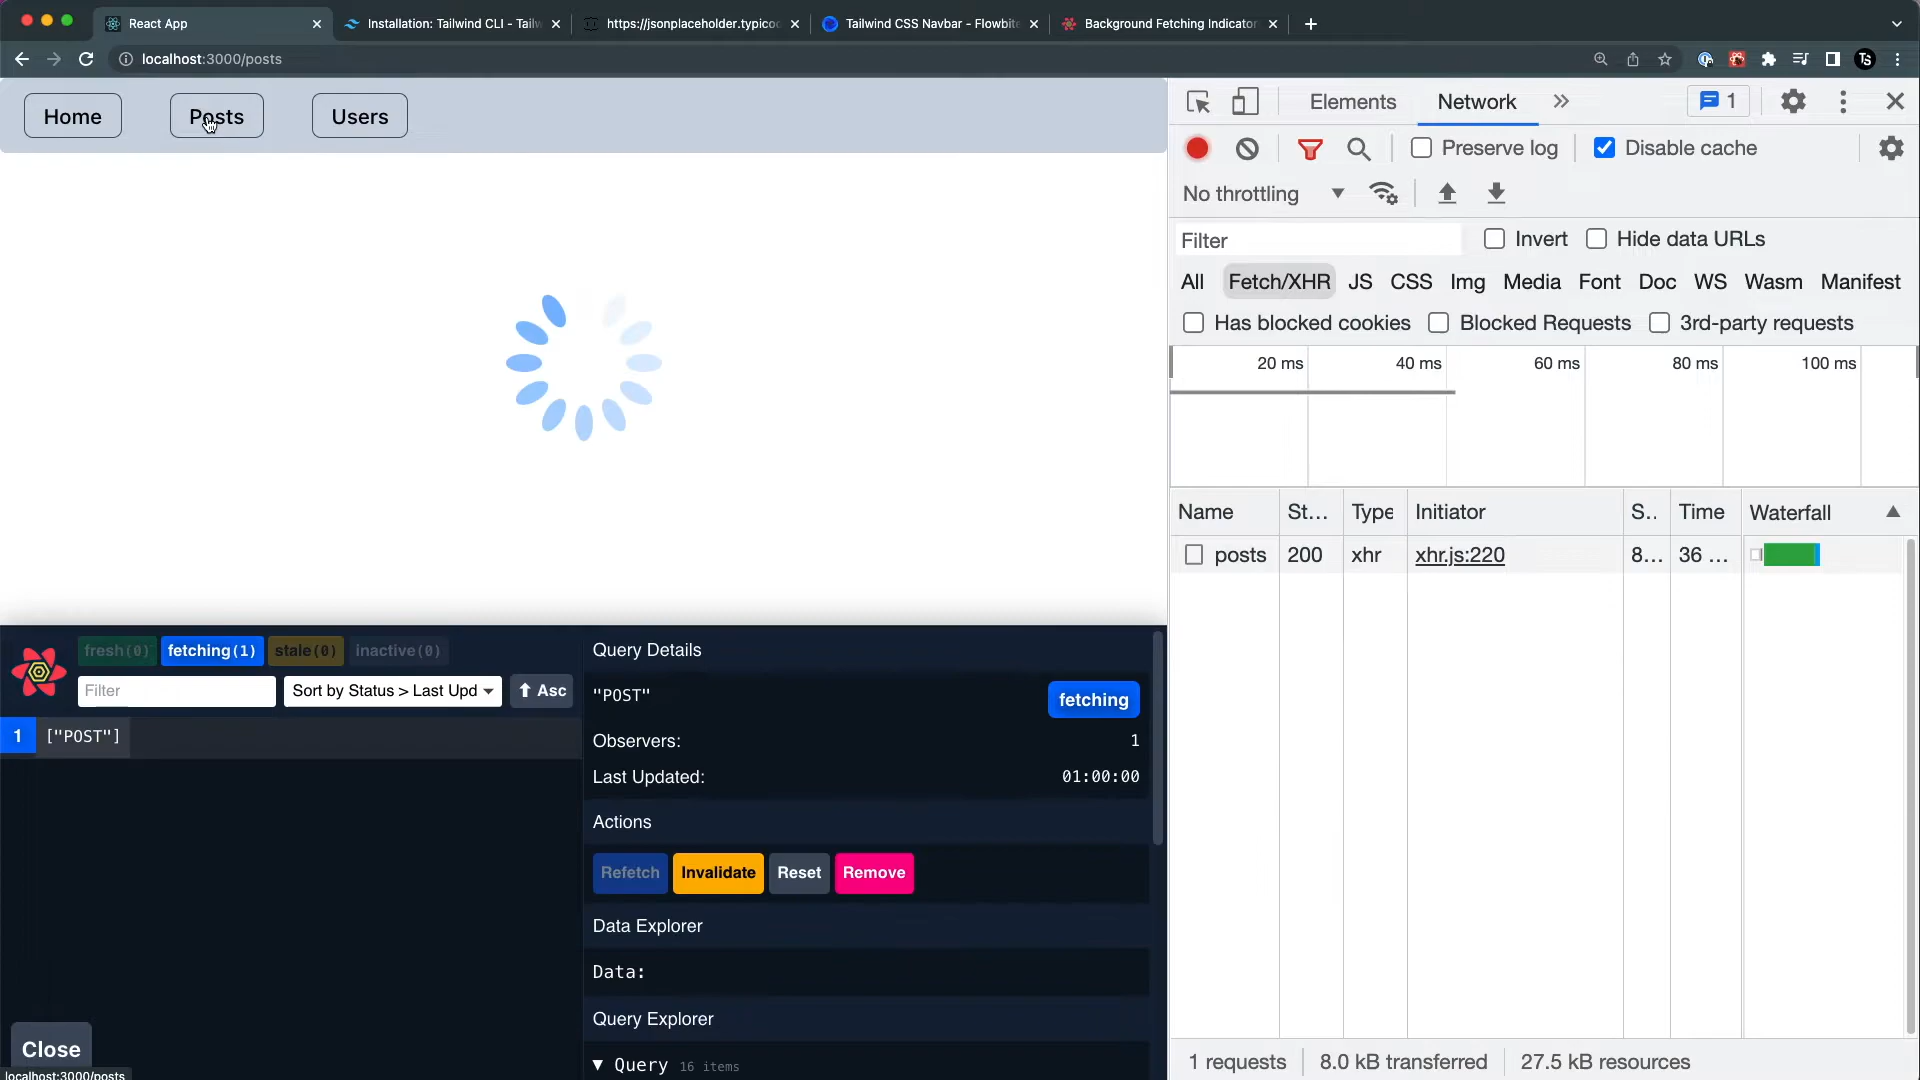 React App
Installation: Tailwind CLI - Tailw
https://jsonplaceholder.typicoc
Tailwind CSS Navbar - Flowbite
Background Fetching Indicator
localhost:3000/posts
TS
Home
Posts
Users
Elements
Network
1
Preserve log
Disable cache
No throttling
Filter
Invert
Hide data URLs
All
Fetch/XHR
JS
CSS
Img
Media
Font
Doc
WS
Wasm
Manifest
Has blocked cookies
Blocked Requests
3rd-party requests
20 ms
40 ms
60 ms
80 ms
100 ms
Name
St...
Type
Initiator
S..
Time
Waterfall
posts
200
xhr
xhr.js:220
8...
36 ...
1 requests
8.0 kB transferred
27.5 kB resources
fresh(0)
fetching(1)
stale(0)
inactive(0)
Filter
Sort by Status > Last Upd
Asc
1
["POST"]
Query Details
"POST"
fetching
Observers:
1
Last Updated:
01:00:00
Actions
Refetch
Invalidate
Reset
Remove
Data Explorer
Data:
Query Explorer
Query 16 items
Close
localhost:3000/posts